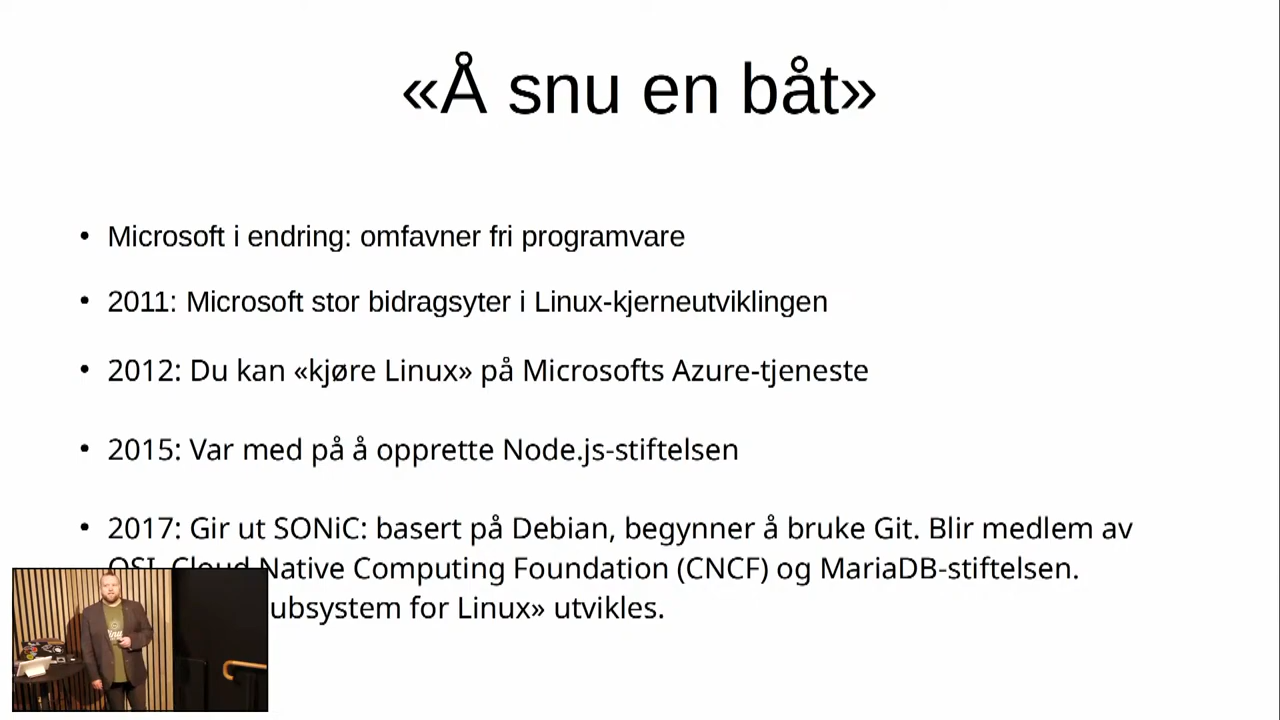 «Å snu en båt»
• Microsoft i endring: omfavner fri programvare
• 2011: Microsoft stor bidragsyter i Linux-kjerneutviklingen
• 2012: Du kan «kjøre Linux» på Microsofts Azure-tjeneste
• 2015: Var med på å opprette Node.js-stiftelsen
• 2017: Gir ut SONiC: basert på Debian, begynner å bruke Git. Blir medlem av
OSI, Cloud Native Computing Foundation (CNCF) og MariaDB-stiftelsen.
ubsystem for Linux» utvikles.